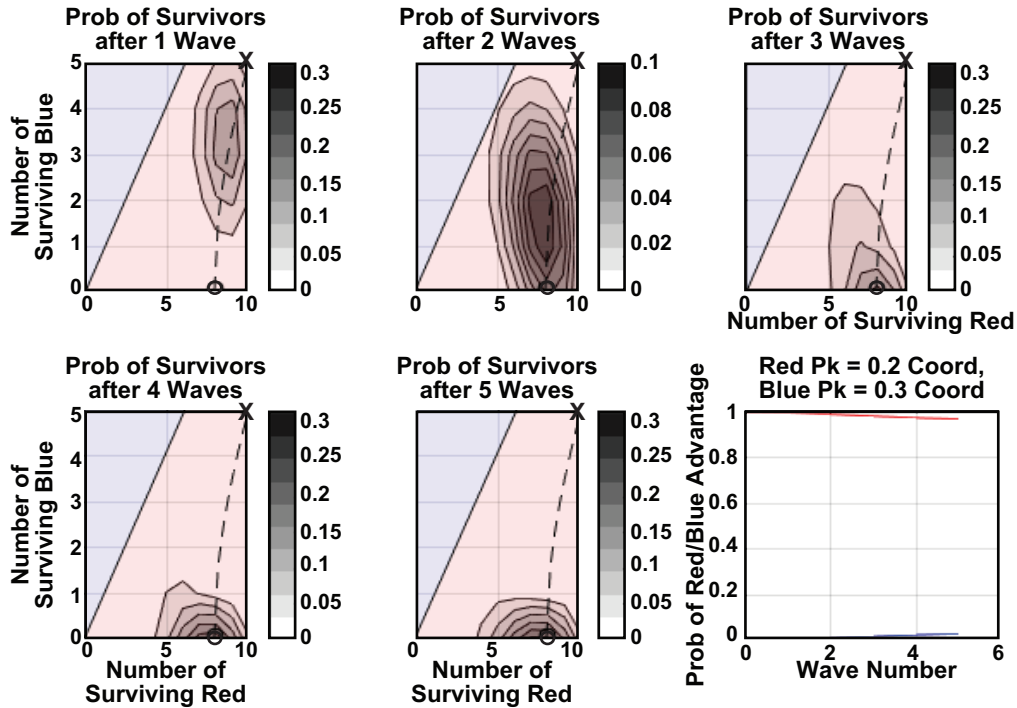 Prob of Survivors
after 1 Wave
Prob of Survivors
after 2 Waves
Prob of Survivors
after 3 Waves
Number of
Surviving Blue
5
4
3
2
1
0
0 5 10
X
0.3
0.25
0.2
0.15
0.1
0.05
0
0 5 10
X
0.1
0.08
0.06
0.04
0.02
0
5
4
3
2
1
0
0 5 10
X
0.3
0.25
0.2
0.15
0.1
0.05
0
Number of Surviving Red
Prob of Survivors
after 4 Waves
Prob of Survivors
after 5 Waves
Red Pk = 0.2 Coord,
Blue Pk = 0.3 Coord
Number of
Surviving Blue
5
4
3
2
1
0
0 5 10
X
0.3
0.25
0.2
0.15
0.1
0.05
0
Number of
Surviving Red
0 5 10
X
0.3
0.25
0.2
0.15
0.1
0.05
0
Number of
Surviving Red
Prob of Red/Blue Advantage
1
0.8
0.6
0.4
0.2
0
0 2 4 6
Wave Number